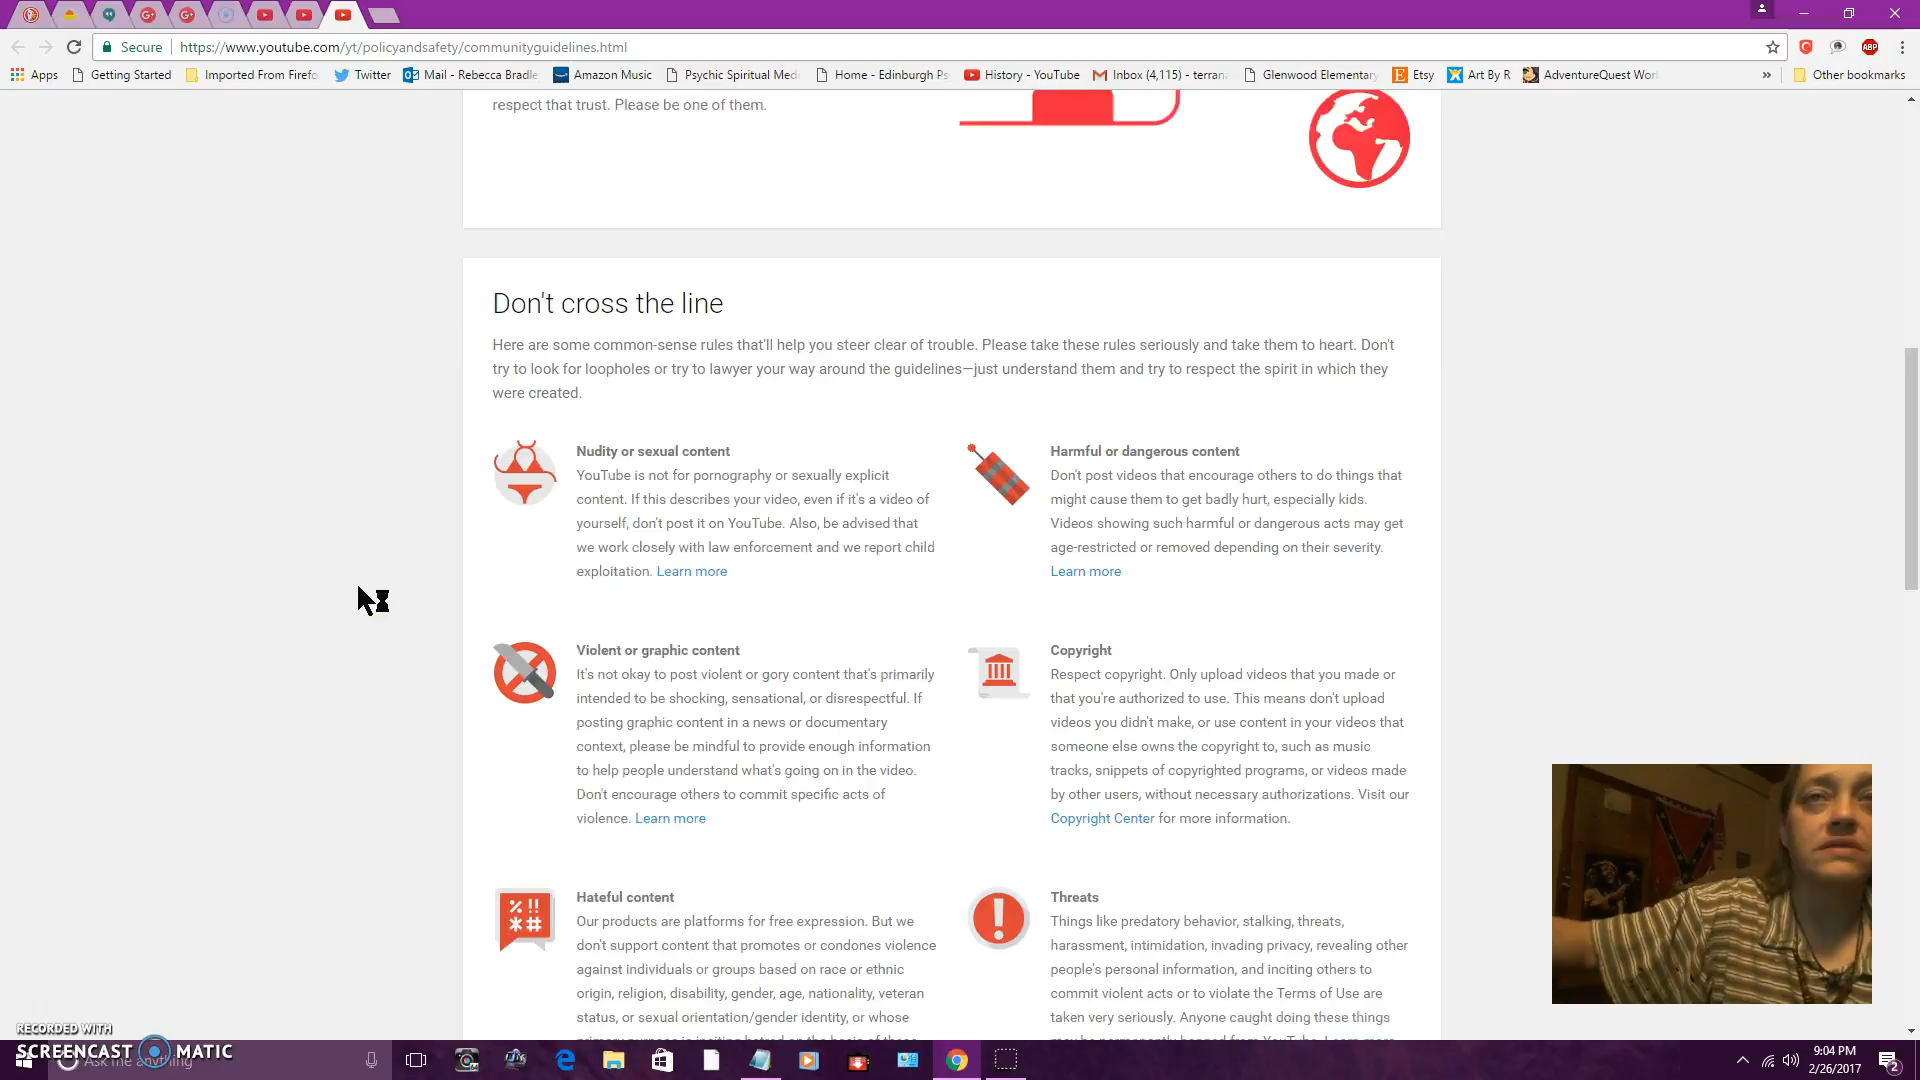 Secure
https://www.youtube.com/yt/policyandsafety/communityguidelines.html
ABP
Apps
Getting Started
Imported From Firefo
Twitter
Mail - Rebecca Bradle
Amazon Music
Psychic Spiritual Med
Home - Edinburgh Ps
History - YouTube
Inbox (4,115) - terran
Glenwood Elementary
Etsy
Art By R
AdventureQuest Worl
»
Other bookmarks
respect that trust. Please be one of them.
Don't cross the line
Here are some common-sense rules that'll help you steer clear of trouble. Please take these rules seriously and take them to heart. Don't
try to look for loopholes or try to lawyer your way around the guidelines—just understand them and try to respect the spirit in which they
were created.
Nudity or sexual content
YouTube is not for pornography or sexually explicit
content. If this describes your video, even if it's a video of
yourself, don't post it on YouTube. Also, be advised that
we work closely with law enforcement and we report child
exploitation. Learn more
Harmful or dangerous content
Don't post videos that encourage others to do things that
might cause them to get badly hurt, especially kids.
Videos showing such harmful or dangerous acts may get
age-restricted or removed depending on their severity.
Learn more
Violent or graphic content
It's not okay to post violent or gory content that's primarily
intended to be shocking, sensational, or disrespectful. If
posting graphic content in a news or documentary
context, please be mindful to provide enough information
to help people understand what's going on in the video.
Don't encourage others to commit specific acts of
violence. Learn more
Copyright
Respect copyright. Only upload videos that you made or
that you're authorized to use. This means don't upload
videos you didn't make, or use content in your videos that
someone else owns the copyright to, such as music
tracks, snippets of copyrighted programs, or videos made
by other users, without necessary authorizations. Visit our
Copyright Center for more information.
%!!
*#
Hateful content
Our products are platforms for free expression. But we
don't support content that promotes or condones violence
against individuals or groups based on race or ethnic
origin, religion, disability, gender, age, nationality, veteran
status, or sexual orientation/gender identity, or whose
primary purpose is inciting hatred on the basis of these
Threats
Things like predatory behavior, stalking, threats,
harassment, intimidation, invading privacy, revealing other
people's personal information, and inciting others to
commit violent acts or to violate the Terms of Use are
taken very seriously. Anyone caught doing these things
may be permanently banned from YouTube. Learn more
RECORDED WITH
SCREENCAST MATIC
Ask me anything
9:04 PM
2/26/2017
2